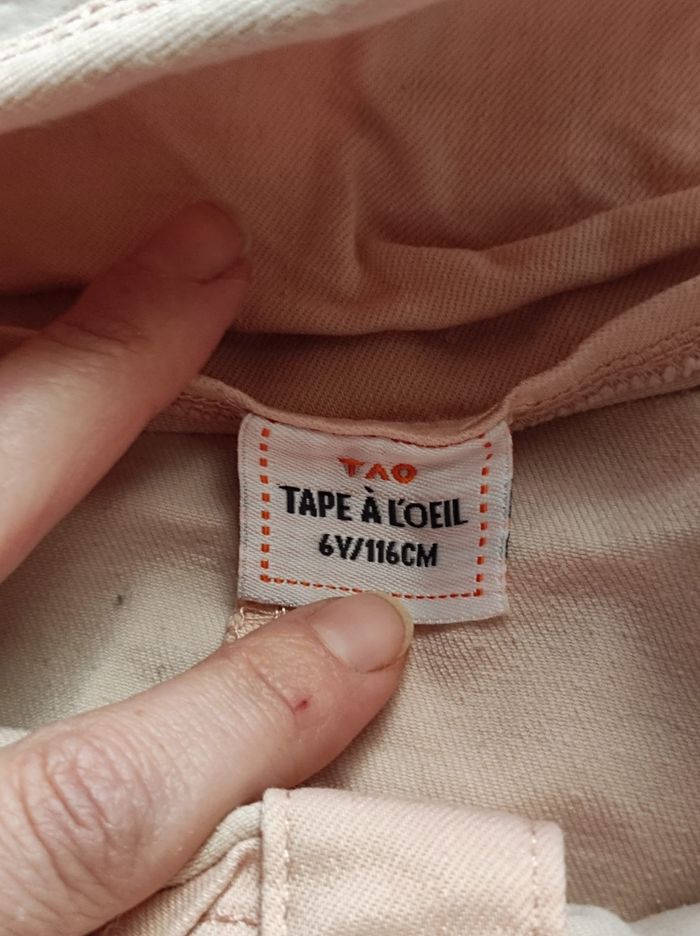 TAO
TAPE À L'OEIL
6Y/116CM